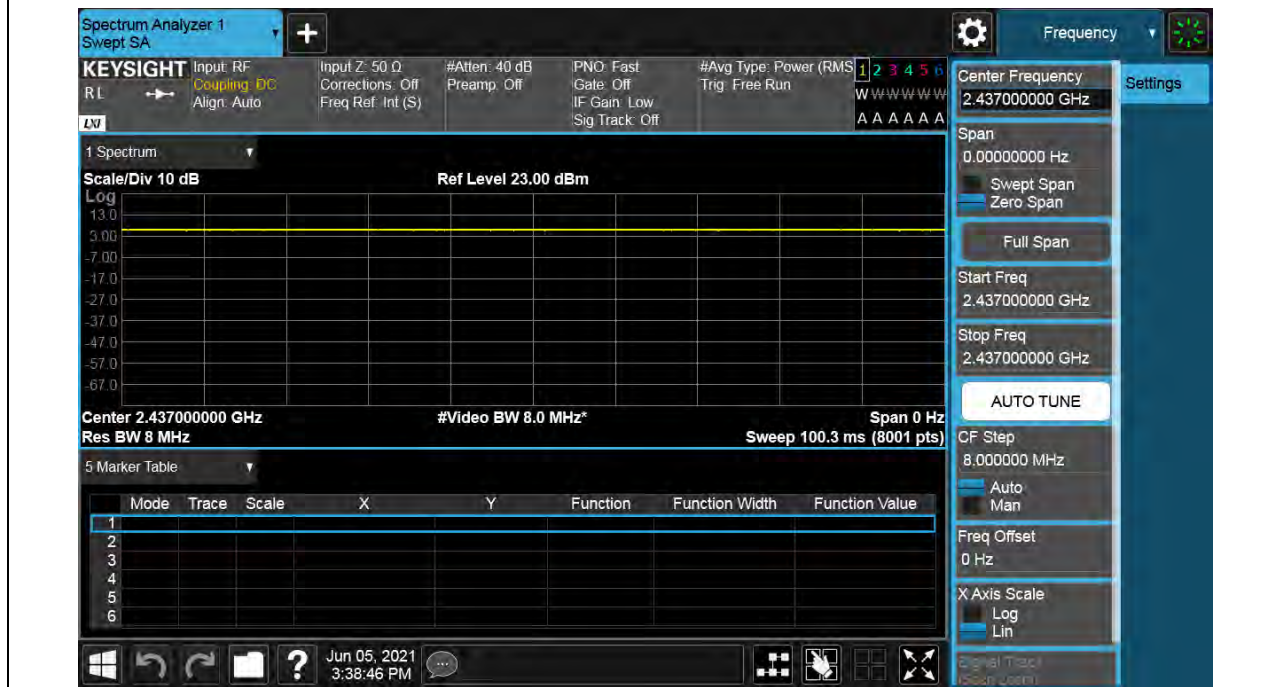 Spectrum Analyzer 1
Swept SA
Frequency
KEYSIGHT
RL
LXI
Input: RF
Coupling: DC
Align: Auto
Input Z: 50 Ω
Corrections: Off
Freq Ref: Int (S)
#Atten: 40 dB
Preamp: Off
PNO: Fast
Gate: Off
IF Gain: Low
Sig Track: Off
#Avg Type: Power (RMS
Trig: Free Run
1 2 3 4 5 6
W W W W W W
A A A A A A
1 Spectrum
Scale/Div 10 dB
Ref Level 23.00 dBm
Log
13.0
3.00
-7.00
-17.0
-27.0
-37.0
-47.0
-57.0
-67.0
Center 2.437000000 GHz
#Video BW 8.0 MHz*
Span 0 Hz
Res BW 8 MHz
Sweep 100.3 ms (8001 pts)
5 Marker Table
Mode Trace Scale X Y Function Function Width Function Value
1
2
3
4
5
6
?
Jun 05, 2021
3:38:46 PM
Center Frequency
2.437000000 GHz
Settings
Span
0.00000000 Hz
Swept Span
Zero Span
Full Span
Start Freq
2.437000000 GHz
Stop Freq
2.437000000 GHz
AUTO TUNE
CF Step
8.000000 MHz
Auto
Man
Freq Offset
0 Hz
X Axis Scale
Log
Lin
Signal Track
(Span Zoom)